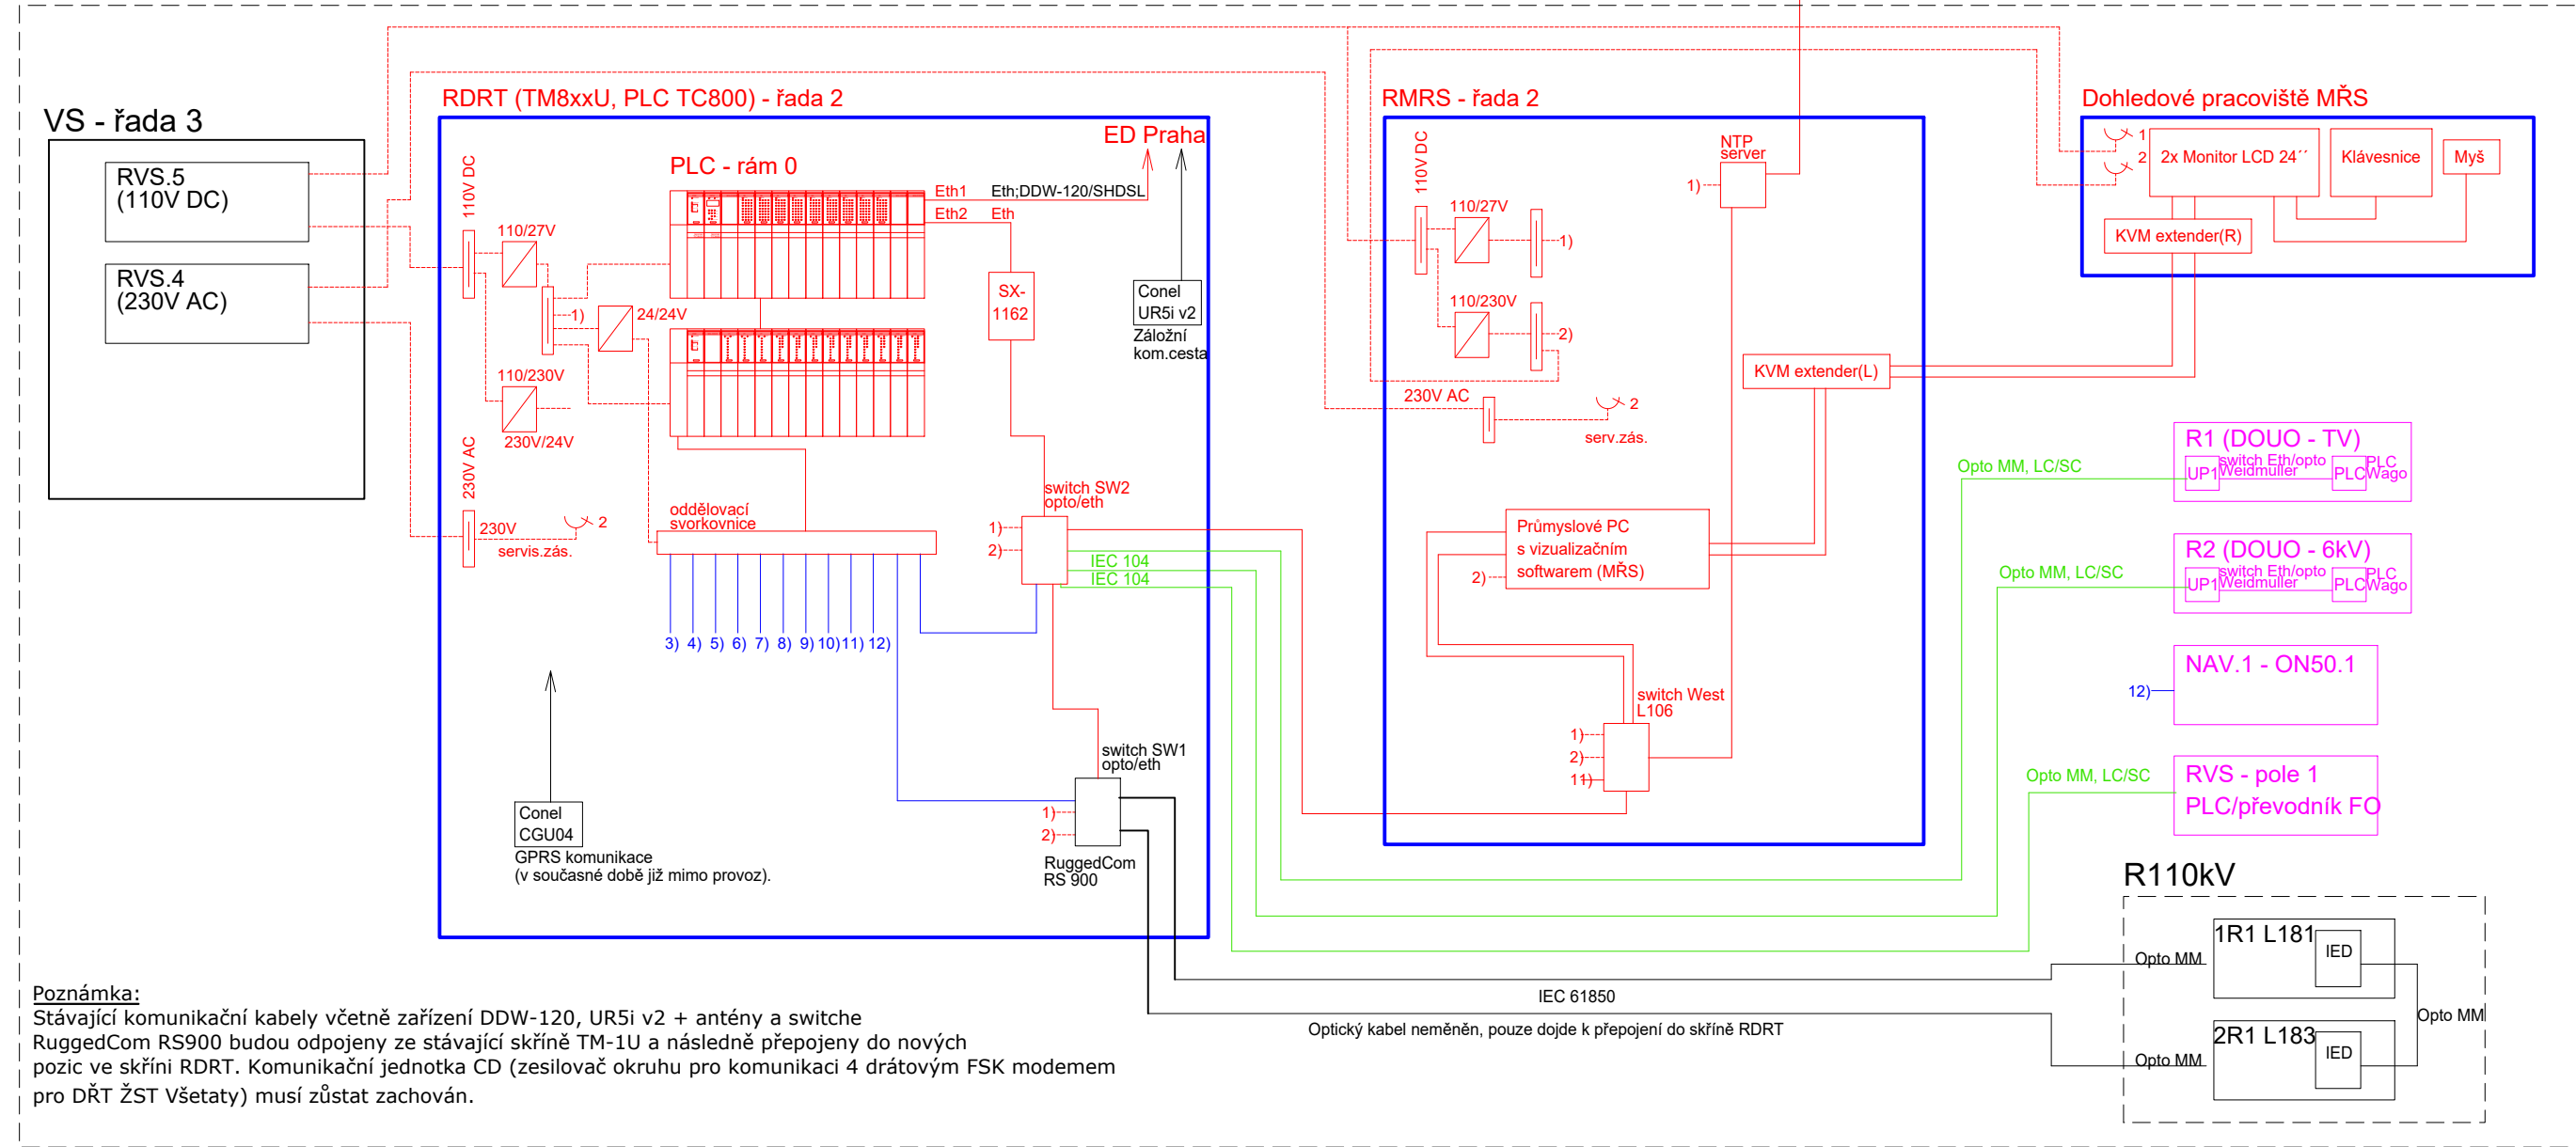 VS - řada 3
RVS.5
(110V DC)
RVS.4
(230V AC)
RDRT (TM8xxU, PLC TC800) - řada 2
ED Praha
PLC - rám 0
110V DC
110/27V
1)
24/24V
110/230V
230V/24V
230V AC
230V
2
servis.zás.
Eth1
Eth;DDW-120/SHDSL
Eth2
Eth
SX-
1162
Conel
UR5i v2
Záložní
kom.cesta
oddělovací
svorkovnice
switch SW2
opto/eth
1)
2)
IEC 104
IEC 104
3)
4)
5)
6)
7)
8)
9)
10)
11)
12)
Conel
CGU04
GPRS komunikace
(v současné době již mimo provoz).
switch SW1
opto/eth
1)
2)
RuggedCom
RS 900
RMRS - řada 2
110V DC
NTP
server
1)
110/27V
1)
110/230V
2)
230V AC
2
serv.zás.
KVM extender(L)
Průmyslové PC
s vizualizačním
softwarem (MŘS)
2)
switch West
L106
1)
2)
11)
Dohledové pracoviště MŘS
1
2
2x Monitor LCD 24´´
Klávesnice
Myš
KVM extender(R)
Opto MM, LC/SC
R1 (DOUO - TV)
UP1
switch Eth/opto
Weidmuller
PLC
PLC
Wago
Opto MM, LC/SC
R2 (DOUO - 6kV)
UP1
switch Eth/opto
Weidmuller
PLC
PLC
Wago
12)
NAV.1 - ON50.1
Opto MM, LC/SC
RVS - pole 1
PLC/převodník FO
R110kV
Opto MM
1R1 L181
IED
Opto MM
Opto MM
2R1 L183
IED
IEC 61850
Optický kabel neměněn, pouze dojde k přepojení do skříně RDRT
Poznámka:
Stávající komunikační kabely včetně zařízení DDW-120, UR5i v2 + antény a switche
RuggedCom RS900 budou odpojeny ze stávající skříně TM-1U a následně přepojeny do nových
pozic ve skříni RDRT. Komunikační jednotka CD (zesilovač okruhu pro komunikaci 4 drátovým FSK modemem
pro DŘT ŽST Všetaty) musí zůstat zachován.